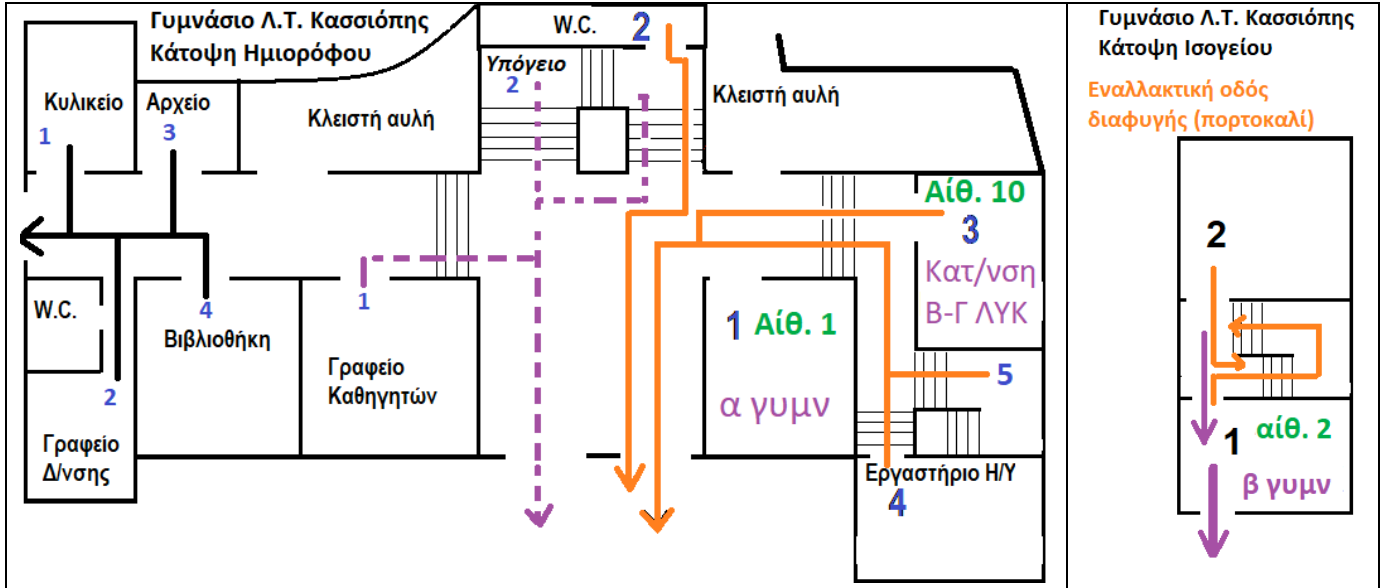 Γυμνάσιο Λ.Τ. Κασσιόπης
Κάτοψη Ημιορόφου
W.C.
2
Υπόγειο
2
Κυλικείο
1
Αρχείο
3
Κλειστή αυλή
Κλειστή αυλή
Αίθ. 10
3
Κατ/νση
Β-Γ ΛΥΚ
W.C.
2
4
Βιβλιοθήκη
1
Γραφείο
Καθηγητών
1 Αίθ. 1
α γυμν
5
Γραφείο
Δ/νσης
Εργαστήριο Η/Υ
4
Γυμνάσιο Λ.Τ. Κασσιόπης
Κάτοψη Ισογείου
Εναλλακτική οδός
διαφυγής (πορτοκαλί)
2
1 αίθ. 2
β γυμν